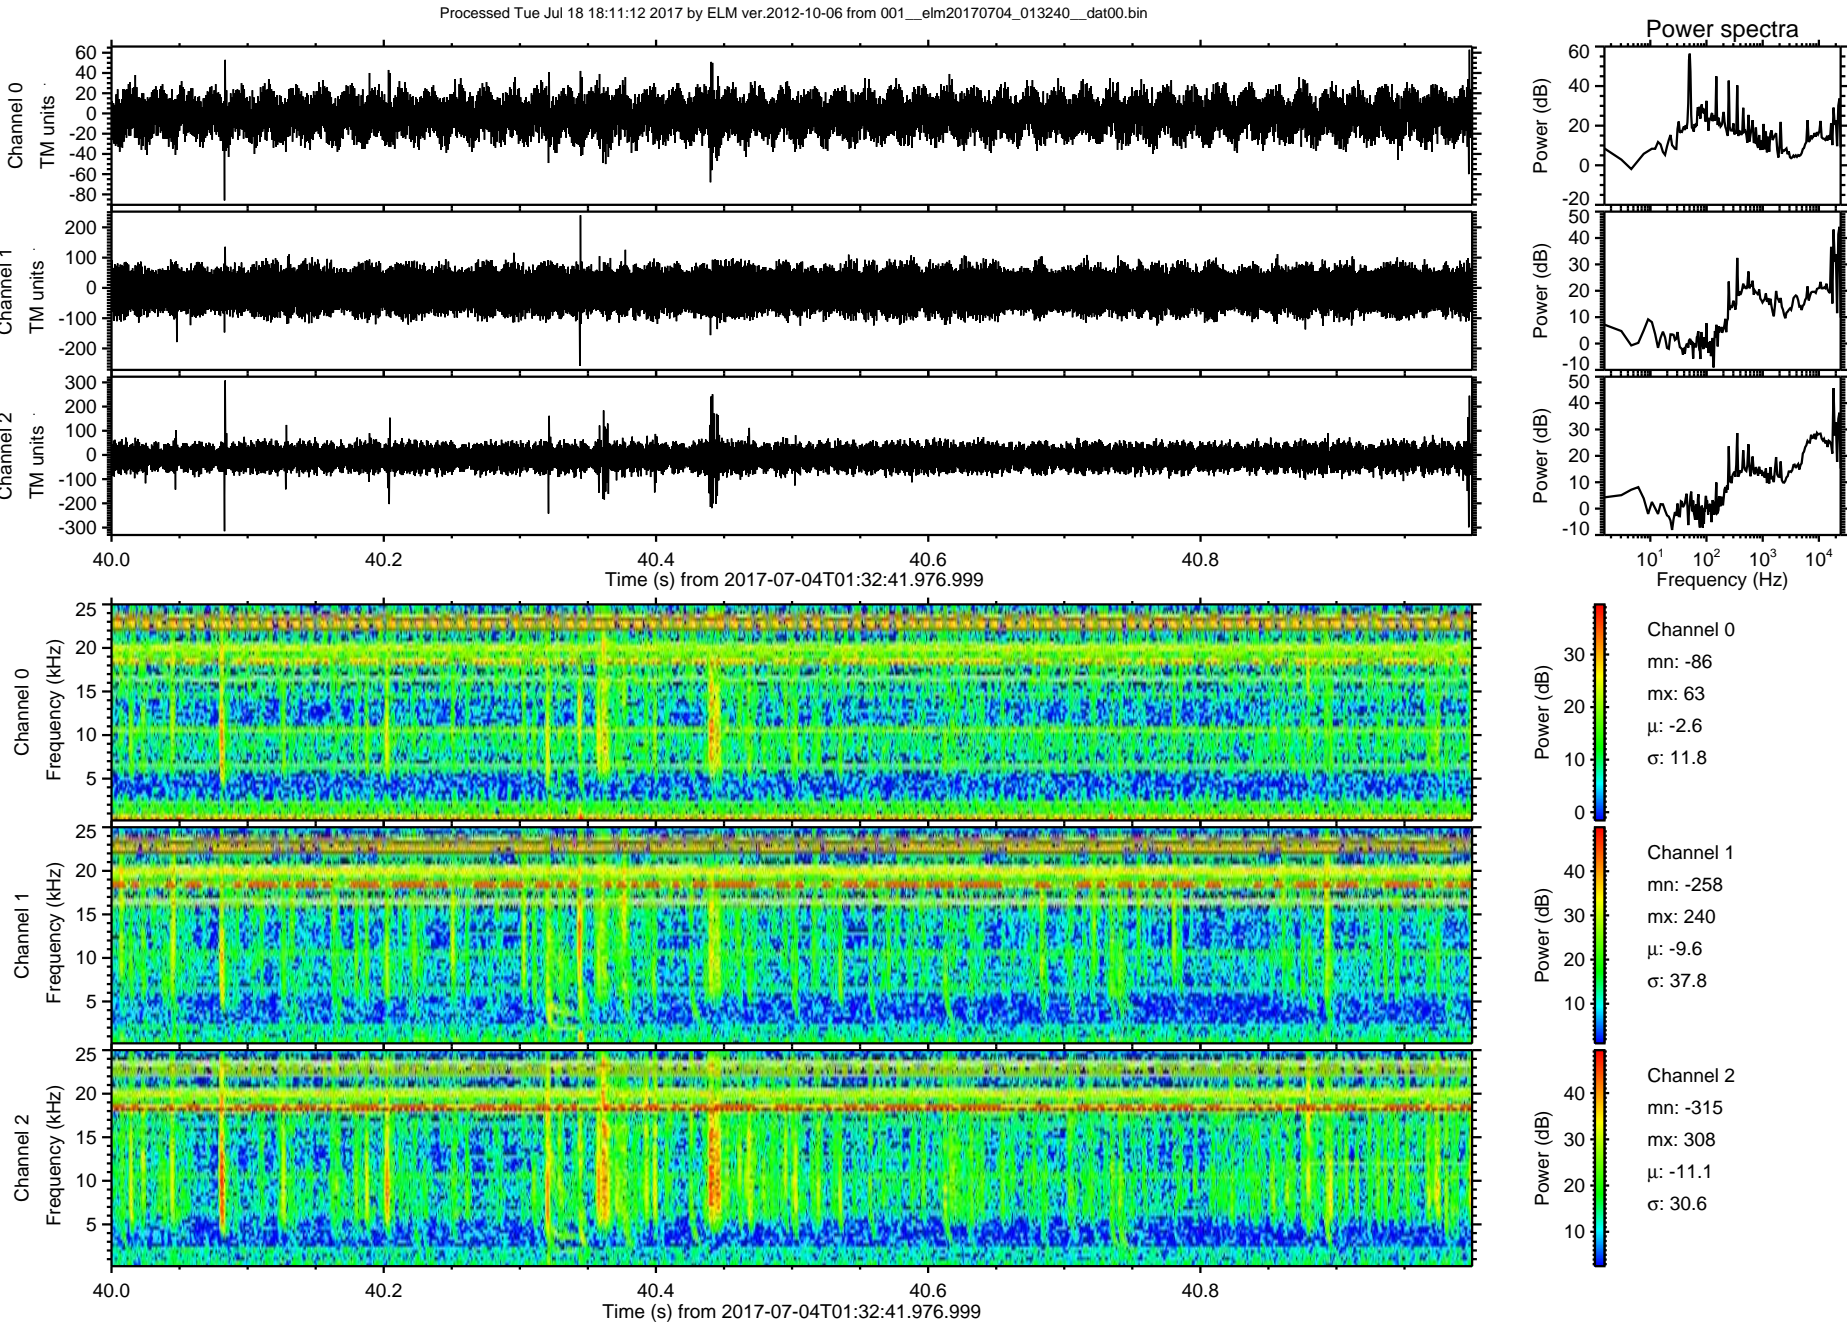 Processed Tue Jul 18 18:11:12 2017 by ELM ver.2012-10-06 from 001__elm20170704_013240__dat00.bin
Power spectra
Channel 0
TM units
60
40
20
0
-20
-40
-60
-80
Power (dB)
60
40
20
0
-20
Channel 1
TM units
200
100
0
-100
-200
Power (dB)
50
40
30
20
10
0
-10
Channel 2
TM units
300
200
100
0
-100
-200
-300
Power (dB)
50
40
30
20
10
0
-10
40.0 40.2 40.4 40.6 40.8
Time (s) from 2017-07-04T01:32:41.976.999
10¹ 10² 10³ 10⁴
Frequency (Hz)
Channel 0
Frequency (kHz)
25
20
15
10
5
Power (dB)
30
20
10
0
Channel 0
mn: -86
mx: 63
μ: -2.6
σ: 11.8
Channel 1
Frequency (kHz)
25
20
15
10
5
Power (dB)
40
30
20
10
Channel 1
mn: -258
mx: 240
μ: -9.6
σ: 37.8
Channel 2
Frequency (kHz)
25
20
15
10
5
Power (dB)
40
30
20
10
Channel 2
mn: -315
mx: 308
μ: -11.1
σ: 30.6
40.0 40.2 40.4 40.6 40.8
Time (s) from 2017-07-04T01:32:41.976.999